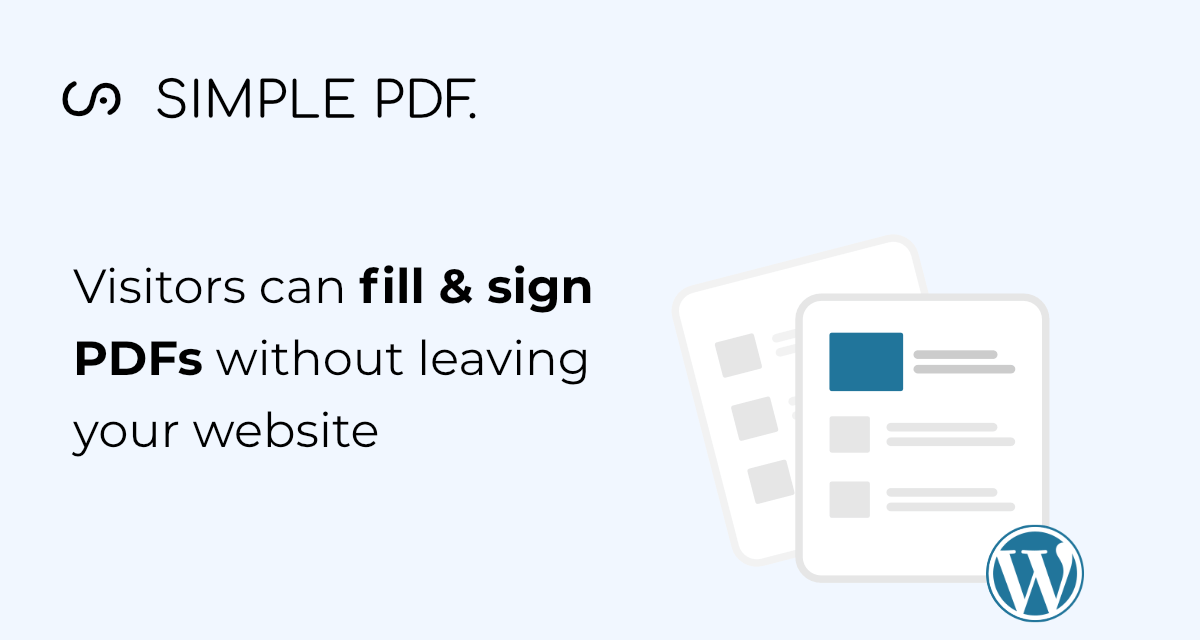 SIMPLE PDF.
Visitors can fill & sign
PDFs without leaving
your website
W